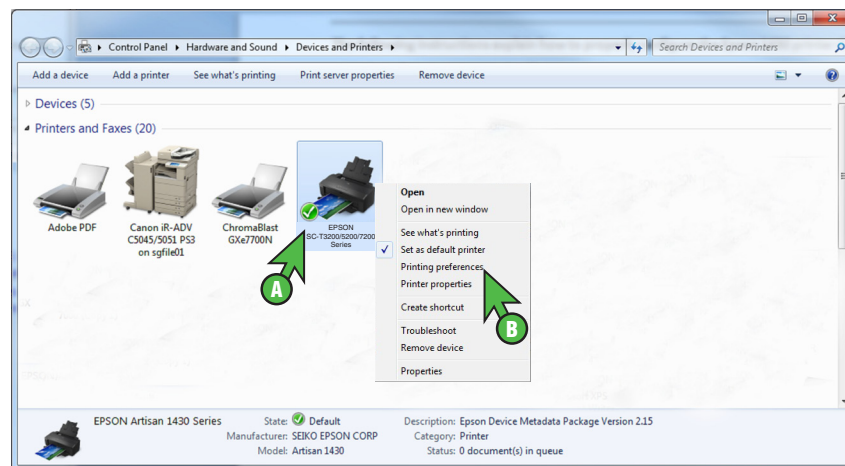 Control Panel ▸ Hardware and Sound ▸ Devices and Printers ▸
Search Devices and Printers
Add a device Add a printer See what's printing Print server properties Remove device
Devices (5)
Printers and Faxes (20)
Adobe PDF
Canon iR-ADV
C5045/5051 PS3
on sgfile01
ChromaBlast
GXe7700N
EPSON
SC-T3200/5200/7200
Series
A
Open
Open in new window
See what's printing
Set as default printer
Printing preferences
Printer properties
Create shortcut
Troubleshoot
Remove device
Properties
B
EPSON Artisan 1430 Series
State: Default
Manufacturer: SEIKO EPSON CORP
Model: Artisan 1430
Description: Epson Device Metadata Package Version 2.15
Category: Printer
Status: 0 document(s) in queue